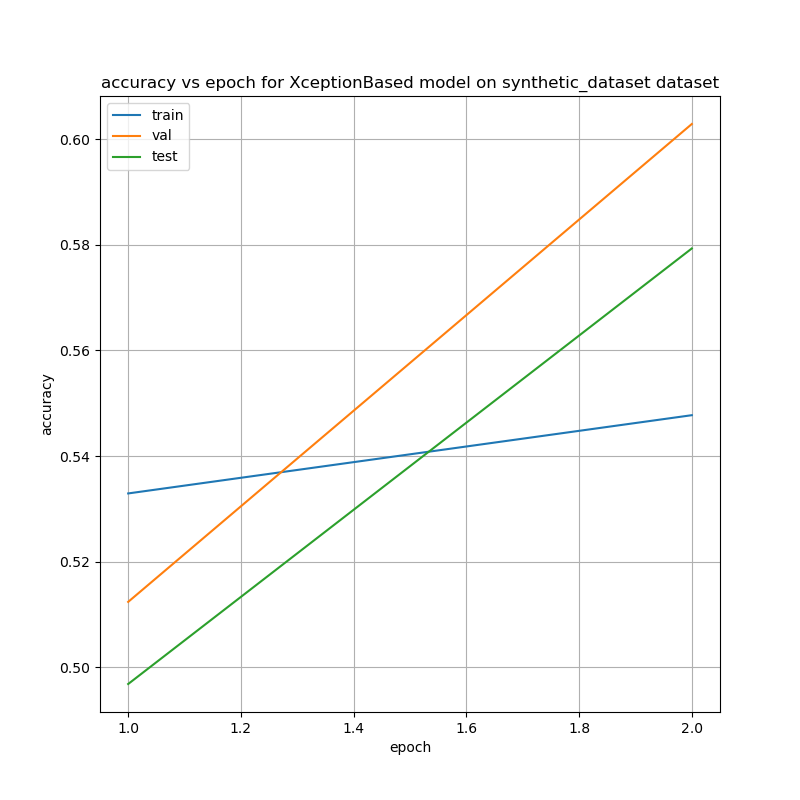 accuracy vs epoch for XceptionBased model on synthetic_dataset dataset
train
val
test
0.60
0.58
0.56
0.54
0.52
0.50
accuracy
1.0 1.2 1.4 1.6 1.8 2.0
epoch